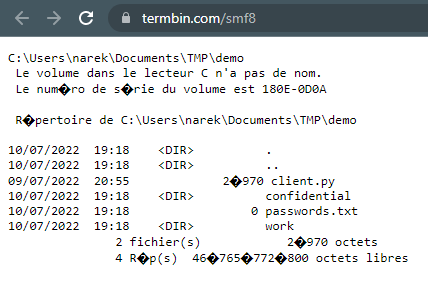 termbin.com/smf8
C:\Users\narek\Documents\TMP\demo
Le volume dans le lecteur C n'a pas de nom.
Le num�ro de s�rie du volume est 180E-0D0A
R�pertoire de C:\Users\narek\Documents\TMP\demo
10/07/2022  19:18    <DIR>          .
10/07/2022  19:18    <DIR>          ..
09/07/2022  20:55             2�970 client.py
10/07/2022  19:18    <DIR>          confidential
10/07/2022  19:18                 0 passwords.txt
10/07/2022  19:18    <DIR>          work
2 fichier(s)            2�970 octets
4 R�p(s)  46�765�772�800 octets libres